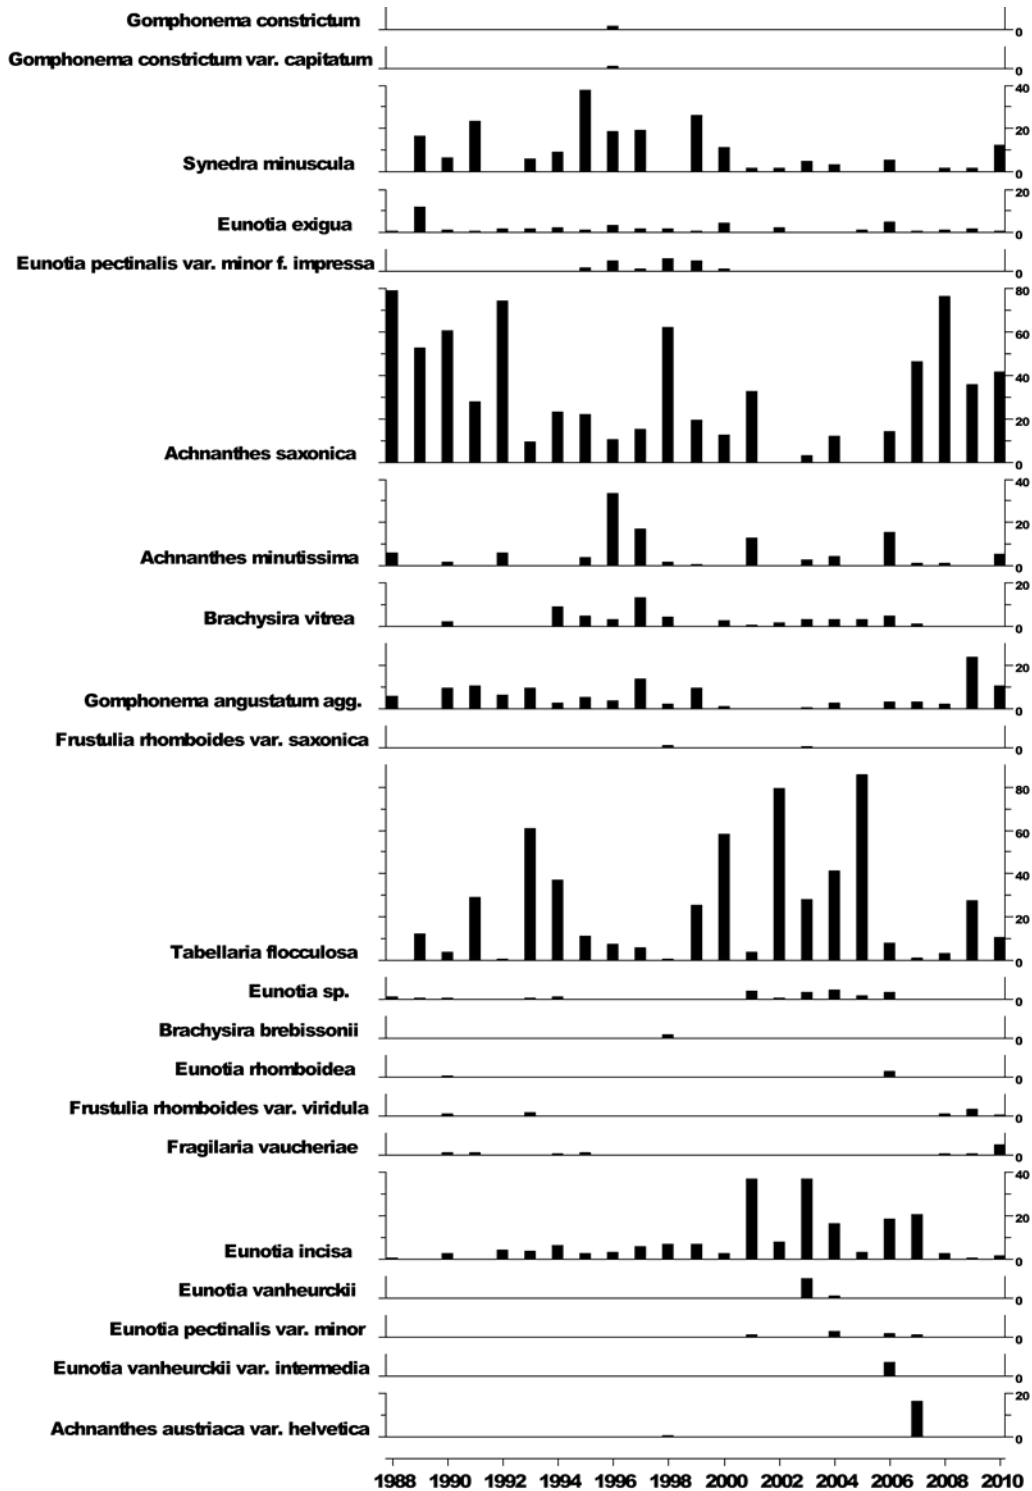 Gomphonema constrictum
0
Gomphonema constrictum var. capitatum
0
40
20
Synedra minuscula
0
20
Eunotia exigua
0
Eunotia pectinalis var. minor f. impressa
0
80
60
40
20
Achnanthes saxonica
0
40
20
Achnanthes minutissima
0
20
Brachysira vitrea
0
20
Gomphonema angustatum agg.
0
Frustulia rhomboides var. saxonica
0
80
60
40
20
Tabellaria flocculosa
0
Eunotia sp.
0
Brachysira brebissonii
0
Eunotia rhomboidea
0
Frustulia rhomboides var. viridula
0
Fragilaria vaucheriae
0
40
20
Eunotia incisa
0
Eunotia vanheurckii
0
Eunotia pectinalis var. minor
0
Eunotia vanheurckii var. intermedia
0
20
Achnanthes austriaca var. helvetica
0
1988 1990 1992 1994 1996 1998 2000 2002 2004 2006 2008 2010